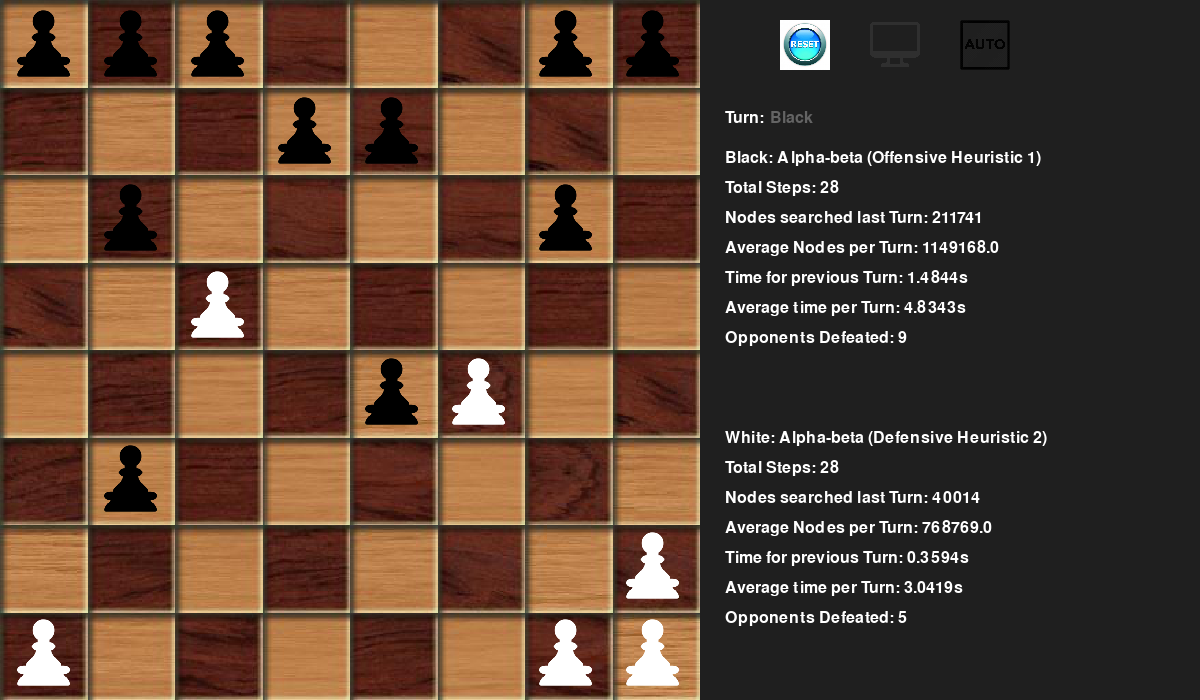 RESET
AUTO
Turn: Black
Black: Alpha-beta (Offensive Heuristic 1)
Total Steps: 28
Nodes searched last Turn: 211741
Average Nodes per Turn: 1149168.0
Time for previous Turn: 1.4844s
Average time per Turn: 4.8343s
Opponents Defeated: 9
White: Alpha-beta (Defensive Heuristic 2)
Total Steps: 28
Nodes searched last Turn: 40014
Average Nodes per Turn: 768769.0
Time for previous Turn: 0.3594s
Average time per Turn: 3.0419s
Opponents Defeated: 5